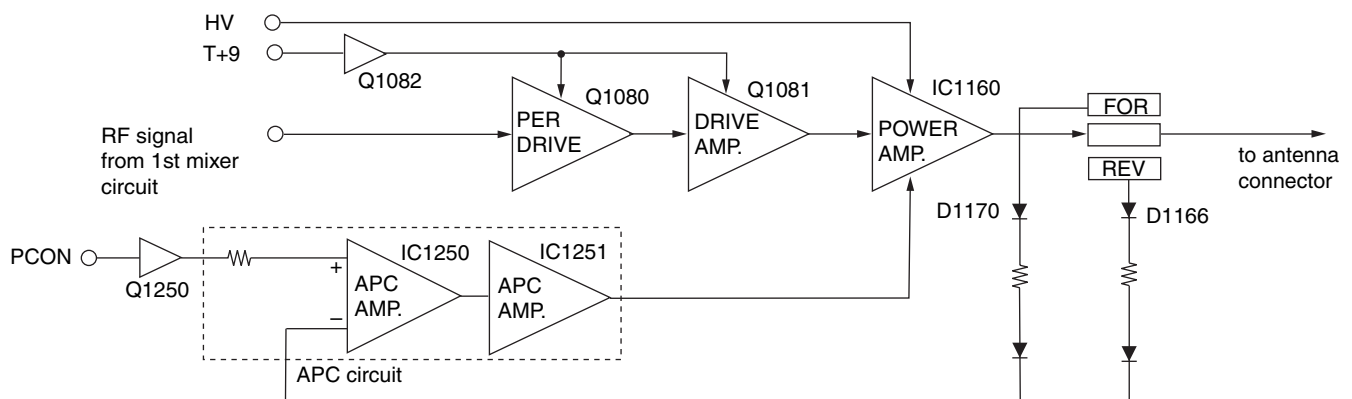 HV
T+9
Q1082
Q1080
Q1081
IC1160
PER
DRIVE
DRIVE
AMP.
POWER
AMP.
FOR
REV
RF signal
from 1st mixer
circuit
to antenna
connector
D1170
D1166
PCON
Q1250
+
–
APC
AMP.
IC1250
APC
AMP.
IC1251
APC circuit